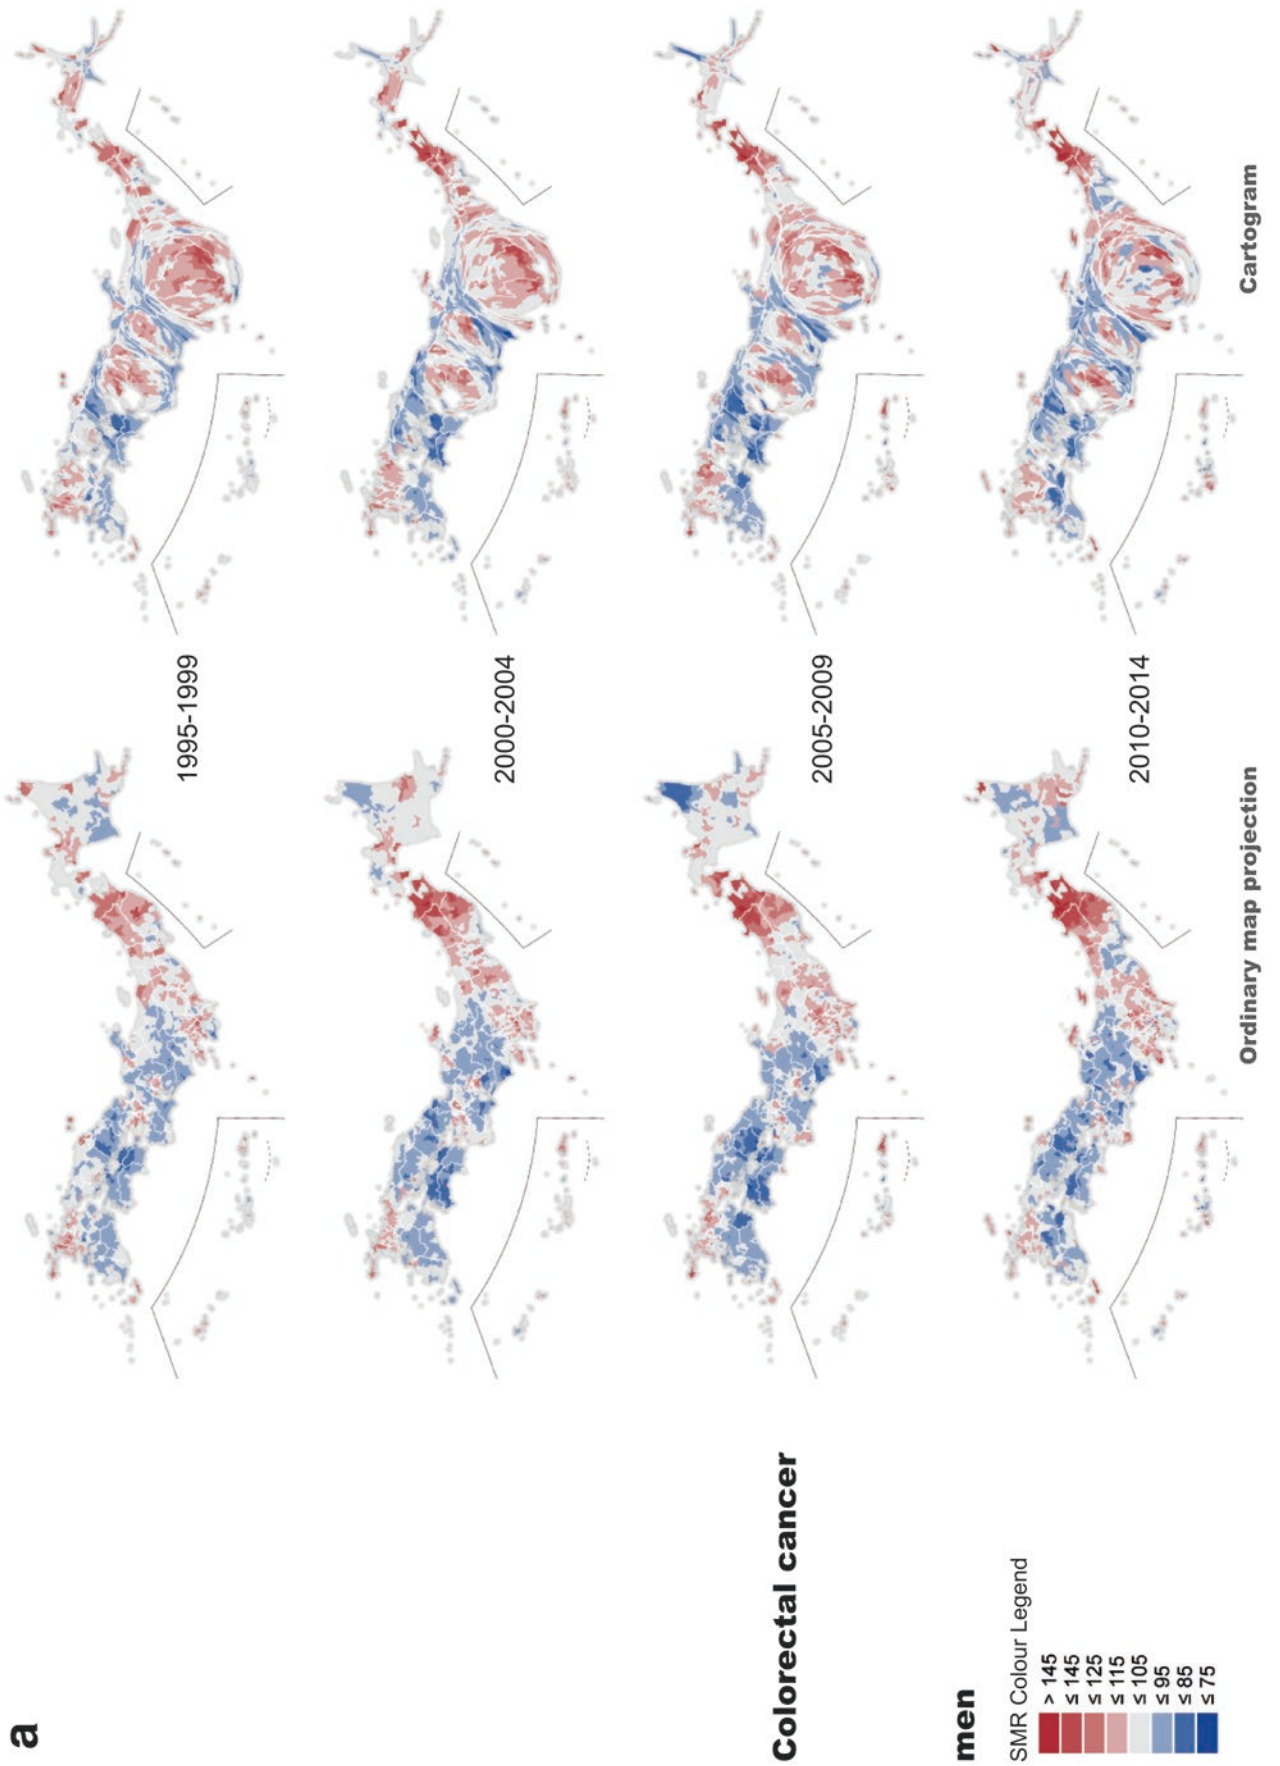 a
1995-1999
2000-2004
2005-2009
2010-2014
Colorectal cancer
men
SMR Colour Legend
> 145
≤ 145
≤ 125
≤ 115
≤ 105
≤ 95
≤ 85
≤ 75
Ordinary map projection
Cartogram